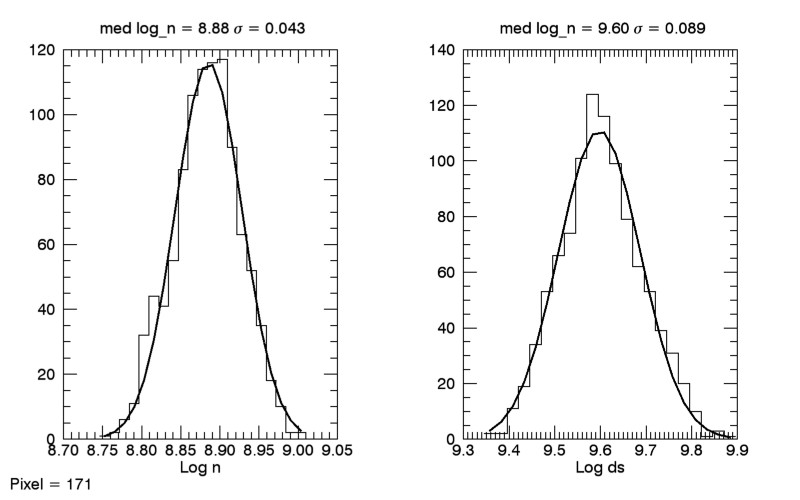 med log_n = 8.88 σ = 0.043
120
100
80
60
40
20
0
8.70 8.75 8.80 8.85 8.90 8.95 9.00 9.05
Log n
med log_n = 9.60 σ = 0.089
140
120
100
80
60
40
20
0
9.3 9.4 9.5 9.6 9.7 9.8 9.9
Log ds
Pixel = 171